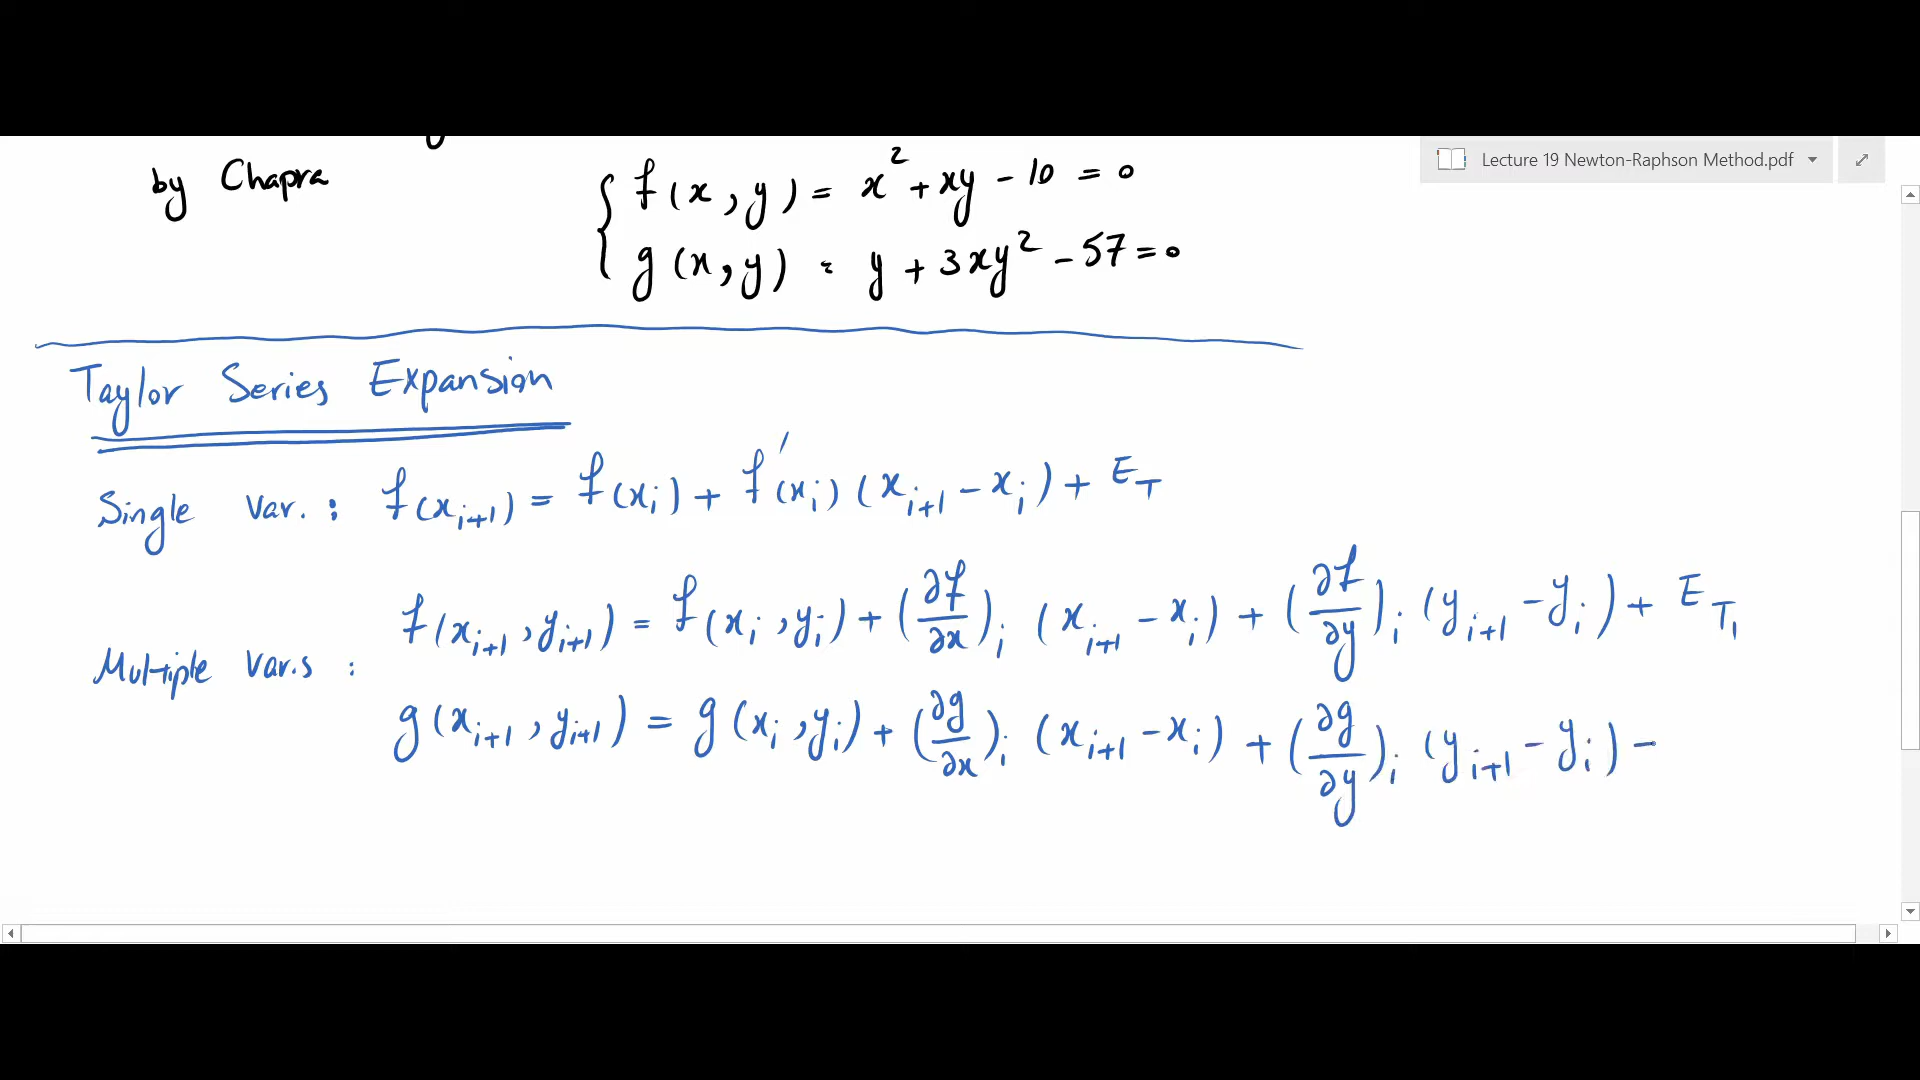 Lecture 19 Newton-Raphson Method.pdf
by Chapra
{ f(x,y) = x² + xy - 10 = 0
g(x,y) = y + 3xy² - 57 = 0
Taylor Series Expansion
Single Var. : f(xᵢ₊₁) = f(xᵢ) + f'(xᵢ)(xᵢ₊₁ - xᵢ) + E_T
Multiple Var.s :
f(xᵢ₊₁, yᵢ₊₁) = f(xᵢ, yᵢ) + (∂f/∂x)ᵢ (xᵢ₊₁ - xᵢ) + (∂f/∂y)ᵢ (yᵢ₊₁ - yᵢ) + E_T₁
g(xᵢ₊₁, yᵢ₊₁) = g(xᵢ, yᵢ) + (∂g/∂x)ᵢ (xᵢ₊₁ - xᵢ) + (∂g/∂y)ᵢ (yᵢ₊₁ - yᵢ) -